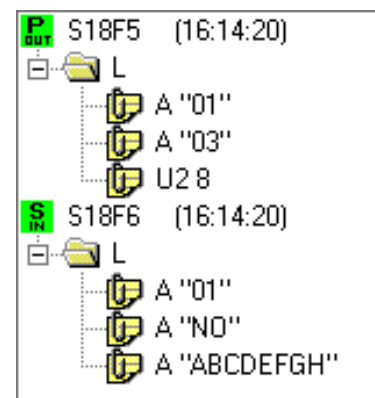 P OUT S18F5 (16:14:20)
L
A "01"
A "03"
U2 8
S IN S18F6 (16:14:20)
L
A "01"
A "NO"
A "ABCDEFGH"